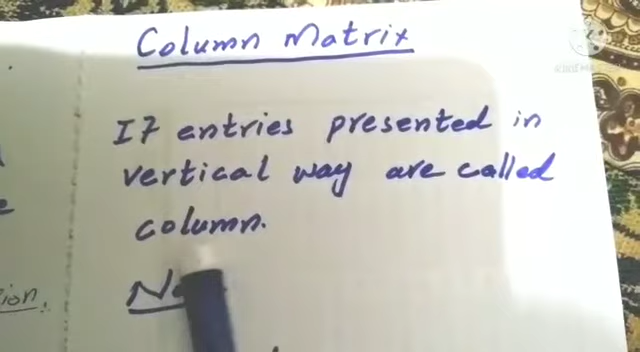 Column Matrix
If entries presented in
vertical way are called
column.